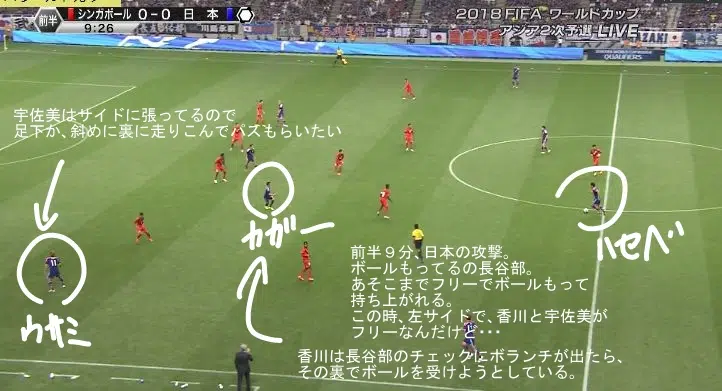 前半 シンガポール 0-0 日本
9:26
2018 FIFA ワールドカップ
アジア2次予選 LIVE
川島永嗣
QUALIFIERS
宇佐美はサイドに張ってるので
足下か、斜めに裏に走りこんでパスもらいたい
カガー
ハセベ
ウサミ
11
前半９分、日本の攻撃。
ボールもってるの長谷部。
あそこまでフリーでボールもって
持ち上がれる。
この時、左サイドで、香川と宇佐美が
フリーなんだけど・・・
香川は長谷部のチェックにボランチが出たら、
その裏でボールを受けようとしている。